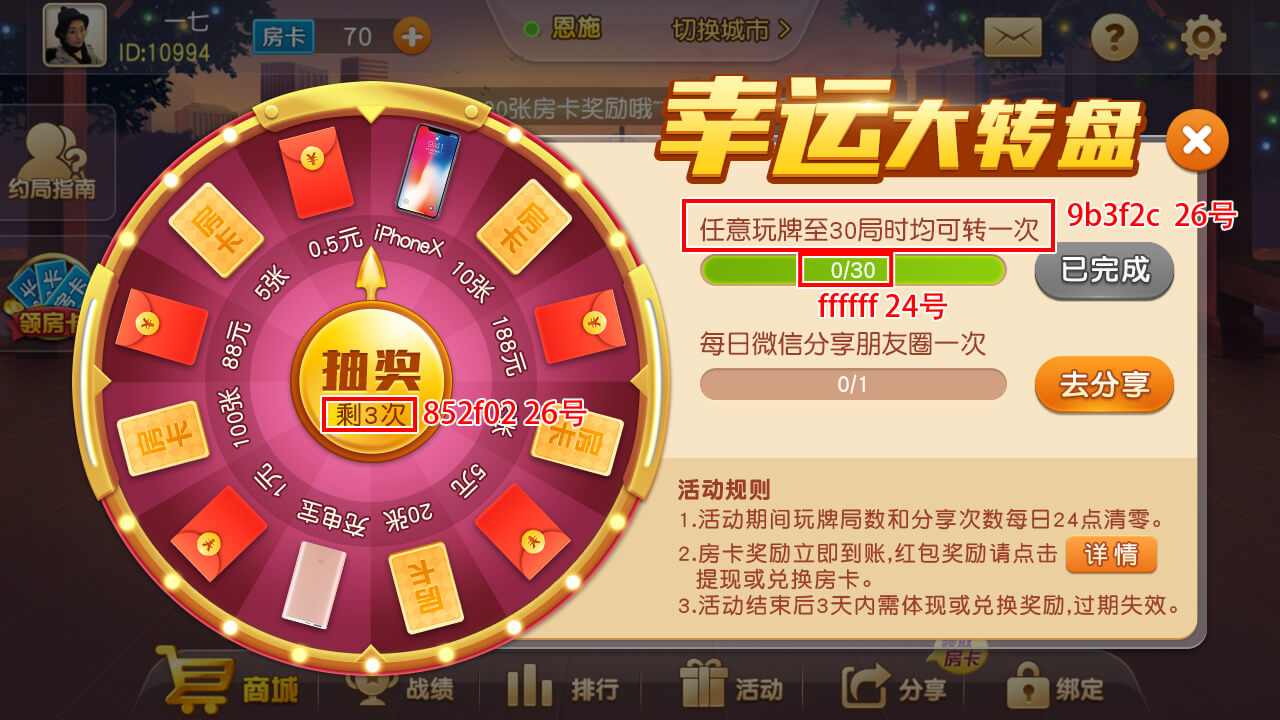 一七
ID:10994
房卡 70
恩施 切换城市
20张房卡奖励哦~
约局指南
领房卡
幸运大转盘
任意玩牌至30局时均可转一次
9b3f2c 26号
0/30
ffffff 24号
已完成
每日微信分享朋友圈一次
0/1
去分享
活动规则
1.活动期间玩牌局数和分享次数每日24点清零。
2.房卡奖励立即到账,红包奖励请点击 详情
提现或兑换房卡。
3.活动结束后3天内需体现或兑换奖励,过期失效。
iPhoneX
10张
房卡
188元
张
房卡
5元
20张
房卡
充电宝
1元
100张
房卡
88元
5张
房卡
0.5元
抽奖
剩3次
852f02 26号
商城
战绩
排行
活动
分享
领取
房卡
绑定